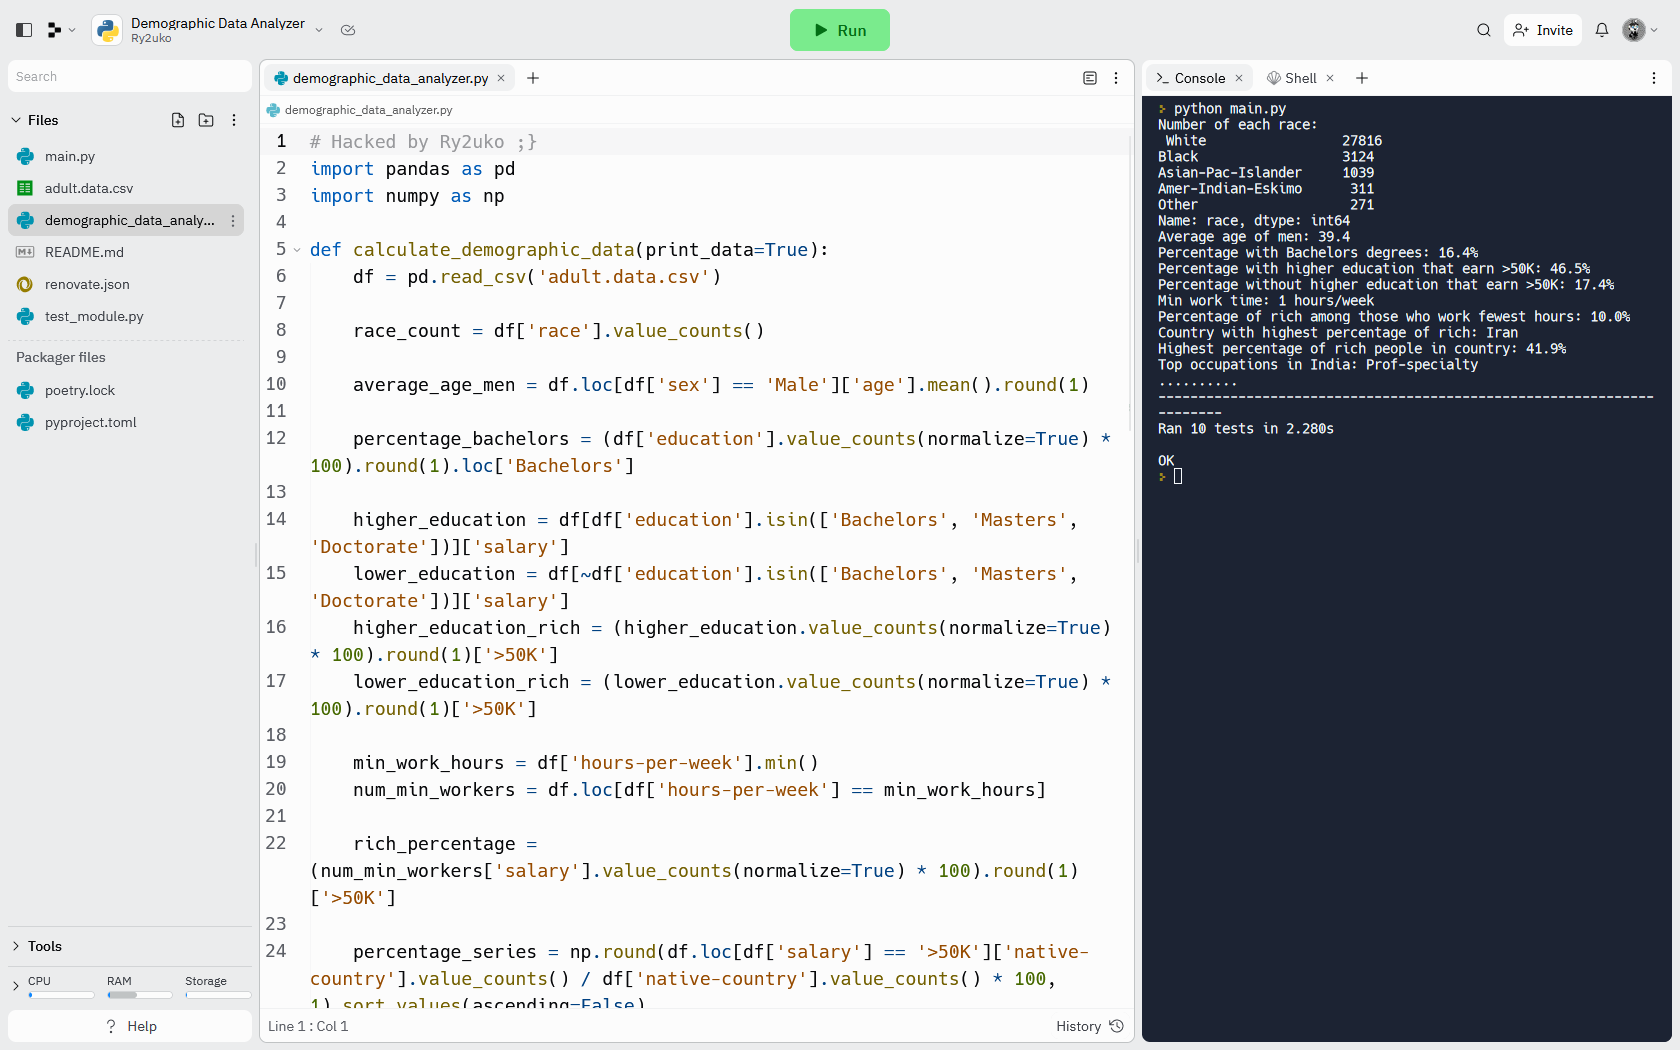 Demographic Data Analyzer
Ry2uko
Run
Invite
Search
Files
main.py
adult.data.csv
demographic_data_analy...
README.md
renovate.json
test_module.py
Packager files
poetry.lock
pyproject.toml
Tools
CPU RAM Storage
? Help
demographic_data_analyzer.py
demographic_data_analyzer.py
1 # Hacked by Ry2uko ;}
2 import pandas as pd
3 import numpy as np
4
5 def calculate_demographic_data(print_data=True):
6 df = pd.read_csv('adult.data.csv')
7
8 race_count = df['race'].value_counts()
9
10 average_age_men = df.loc[df['sex'] == 'Male']['age'].mean().round(1)
11
12 percentage_bachelors = (df['education'].value_counts(normalize=True) *
100).round(1).loc['Bachelors']
13
14 higher_education = df[df['education'].isin(['Bachelors', 'Masters',
'Doctorate'])]['salary']
15 lower_education = df[~df['education'].isin(['Bachelors', 'Masters',
'Doctorate'])]['salary']
16 higher_education_rich = (higher_education.value_counts(normalize=True)
* 100).round(1)['>50K']
17 lower_education_rich = (lower_education.value_counts(normalize=True) *
100).round(1)['>50K']
18
19 min_work_hours = df['hours-per-week'].min()
20 num_min_workers = df.loc[df['hours-per-week'] == min_work_hours]
21
22 rich_percentage =
(num_min_workers['salary'].value_counts(normalize=True) * 100).round(1)
['>50K']
23
24 percentage_series = np.round(df.loc[df['salary'] == '>50K']['native-
country'].value_counts() / df['native-country'].value_counts() * 100,
1).sort_values(ascending=False)
Line 1 : Col 1
History
>_ Console
Shell
python main.py
Number of each race:
White 27816
Black 3124
Asian-Pac-Islander 1039
Amer-Indian-Eskimo 311
Other 271
Name: race, dtype: int64
Average age of men: 39.4
Percentage with Bachelors degrees: 16.4%
Percentage with higher education that earn >50K: 46.5%
Percentage without higher education that earn >50K: 17.4%
Min work time: 1 hours/week
Percentage of rich among those who work fewest hours: 10.0%
Country with highest percentage of rich: Iran
Highest percentage of rich people in country: 41.9%
Top occupations in India: Prof-specialty
..........
--------------------------------------------------------------
--------
Ran 10 tests in 2.280s
OK